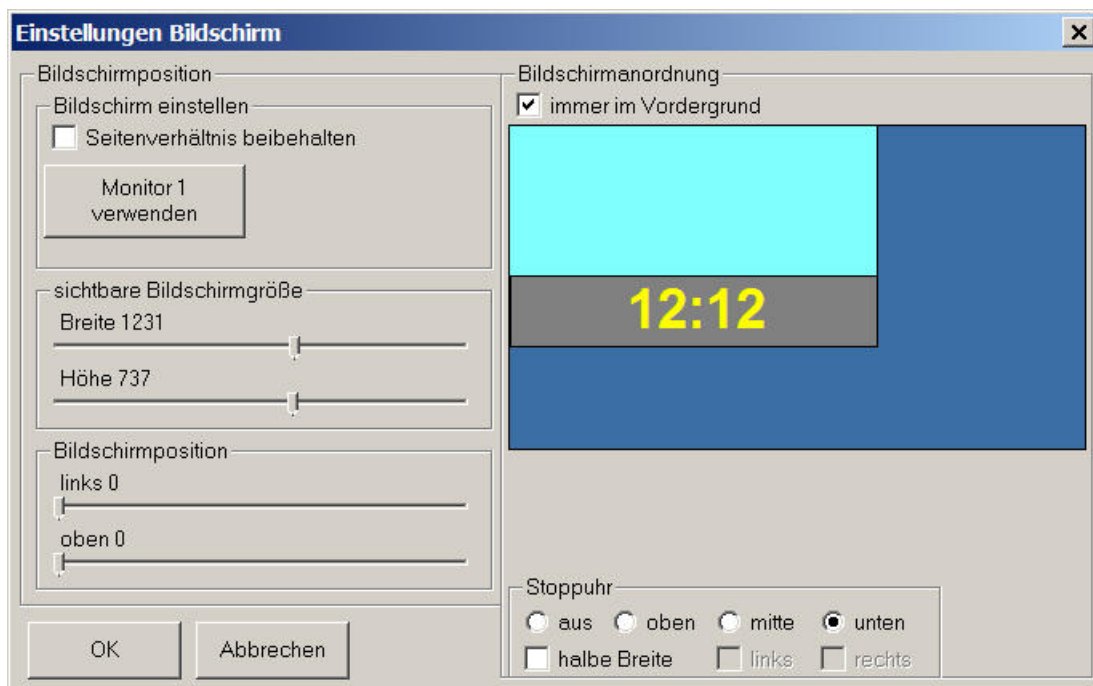 Einstellungen Bildschirm
Bildschirmposition
Bildschirm einstellen
Seitenverhältnis beibehalten
Monitor 1
verwenden
sichtbare Bildschirmgröße
Breite 1231
Höhe 737
Bildschirmposition
links 0
oben 0
OK
Abbrechen
Bildschirmanordnung
immer im Vordergrund
12:12
Stoppuhr
aus oben mitte unten
halbe Breite links rechts